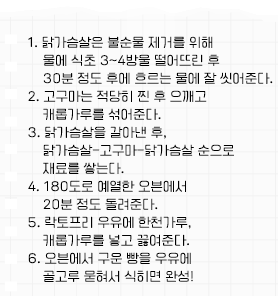 1. 닭가슴살은 불순물 제거를 위해
물에 식초 3~4방울 떨어뜨린 후
30분 정도 후에 흐르는 물에 잘 씻어준다.
2. 고구마는 적당히 찐 후 으깨고
캐롭가루를 섞어준다.
3. 닭가슴살을 갈아낸 후,
닭가슴살-고구마-닭가슴살 순으로
재료를 쌓는다.
4. 180도로 예열한 오븐에서
20분 정도 돌려준다.
5. 락토프리 우유에 한천가루,
캐롭가루를 넣고 끓여준다.
6. 오븐에서 구운 빵을 우유에
골고루 묻혀서 식히면 완성!